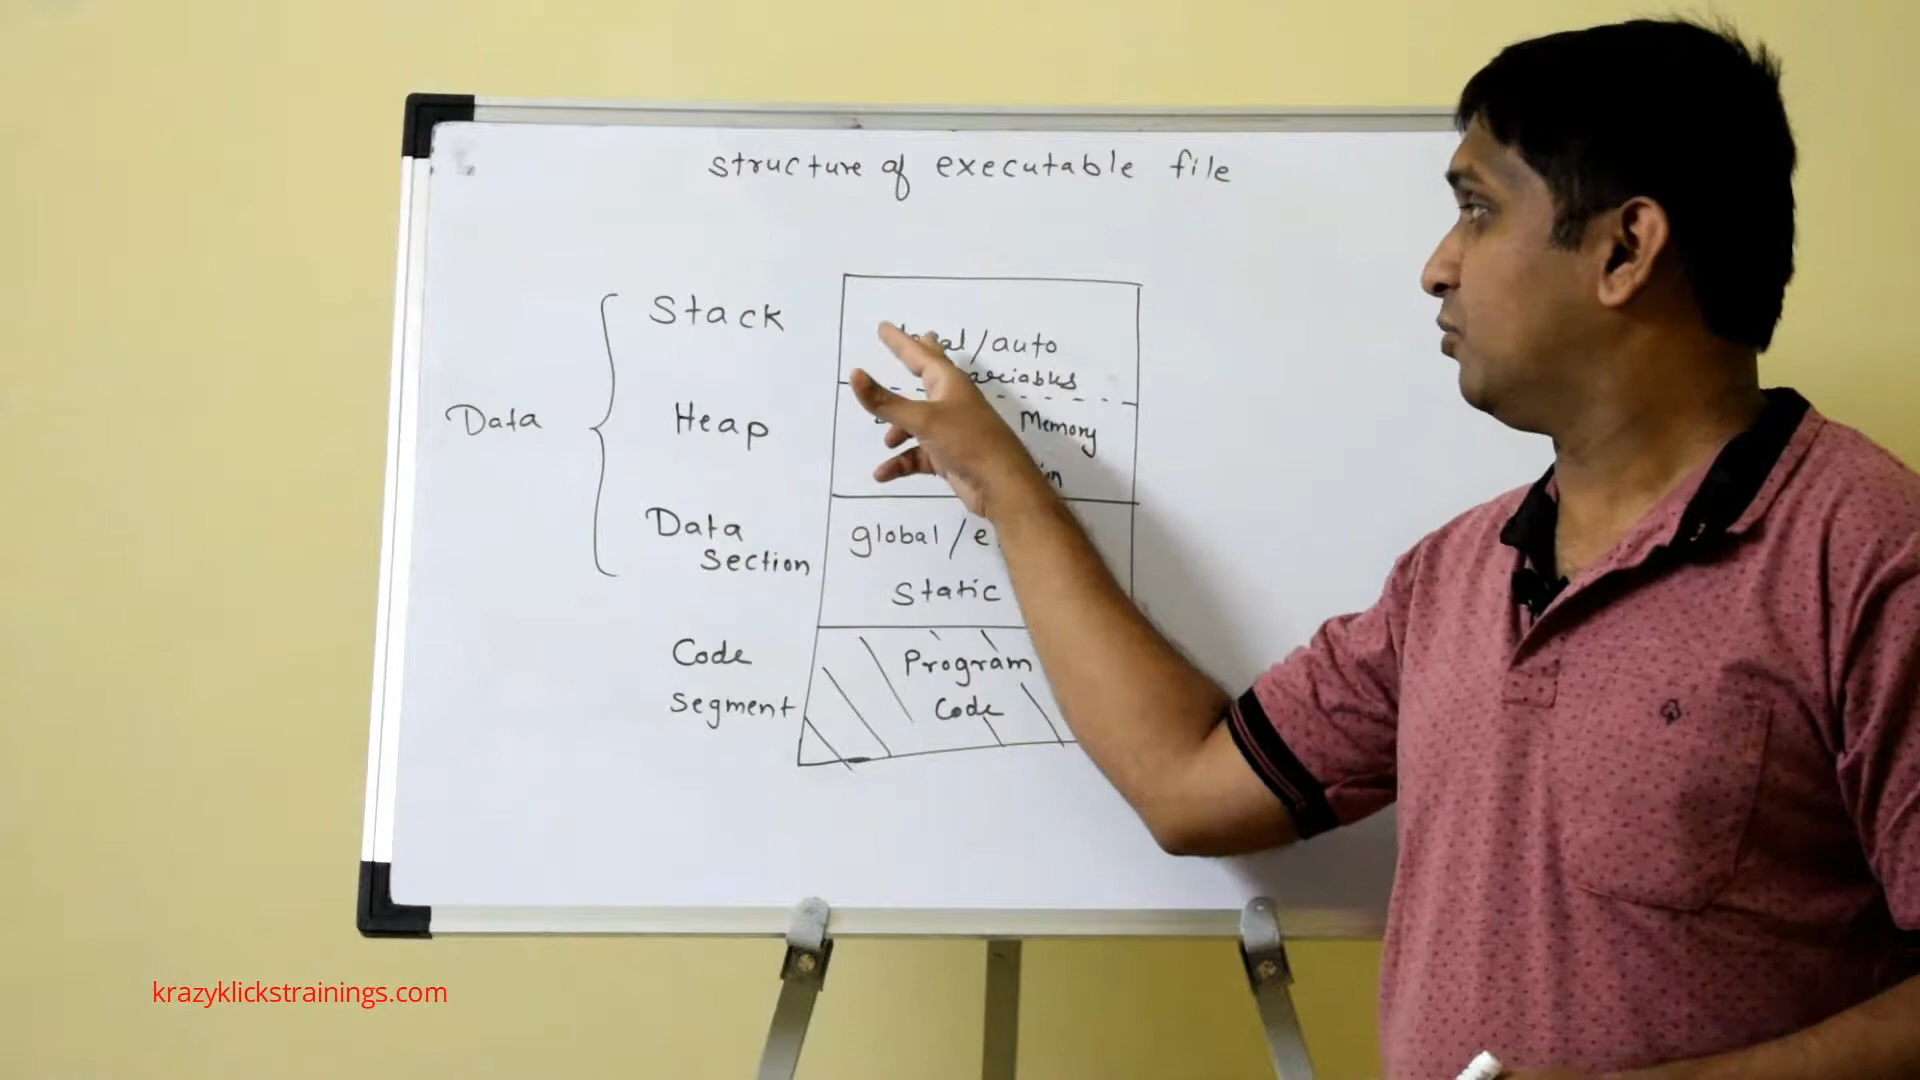 structure of executable file
Stack
/auto
Heap
Memory
Data
Data
Section
global/
Static
Code
Segment
Program
Code
krazyklickstrainings.com